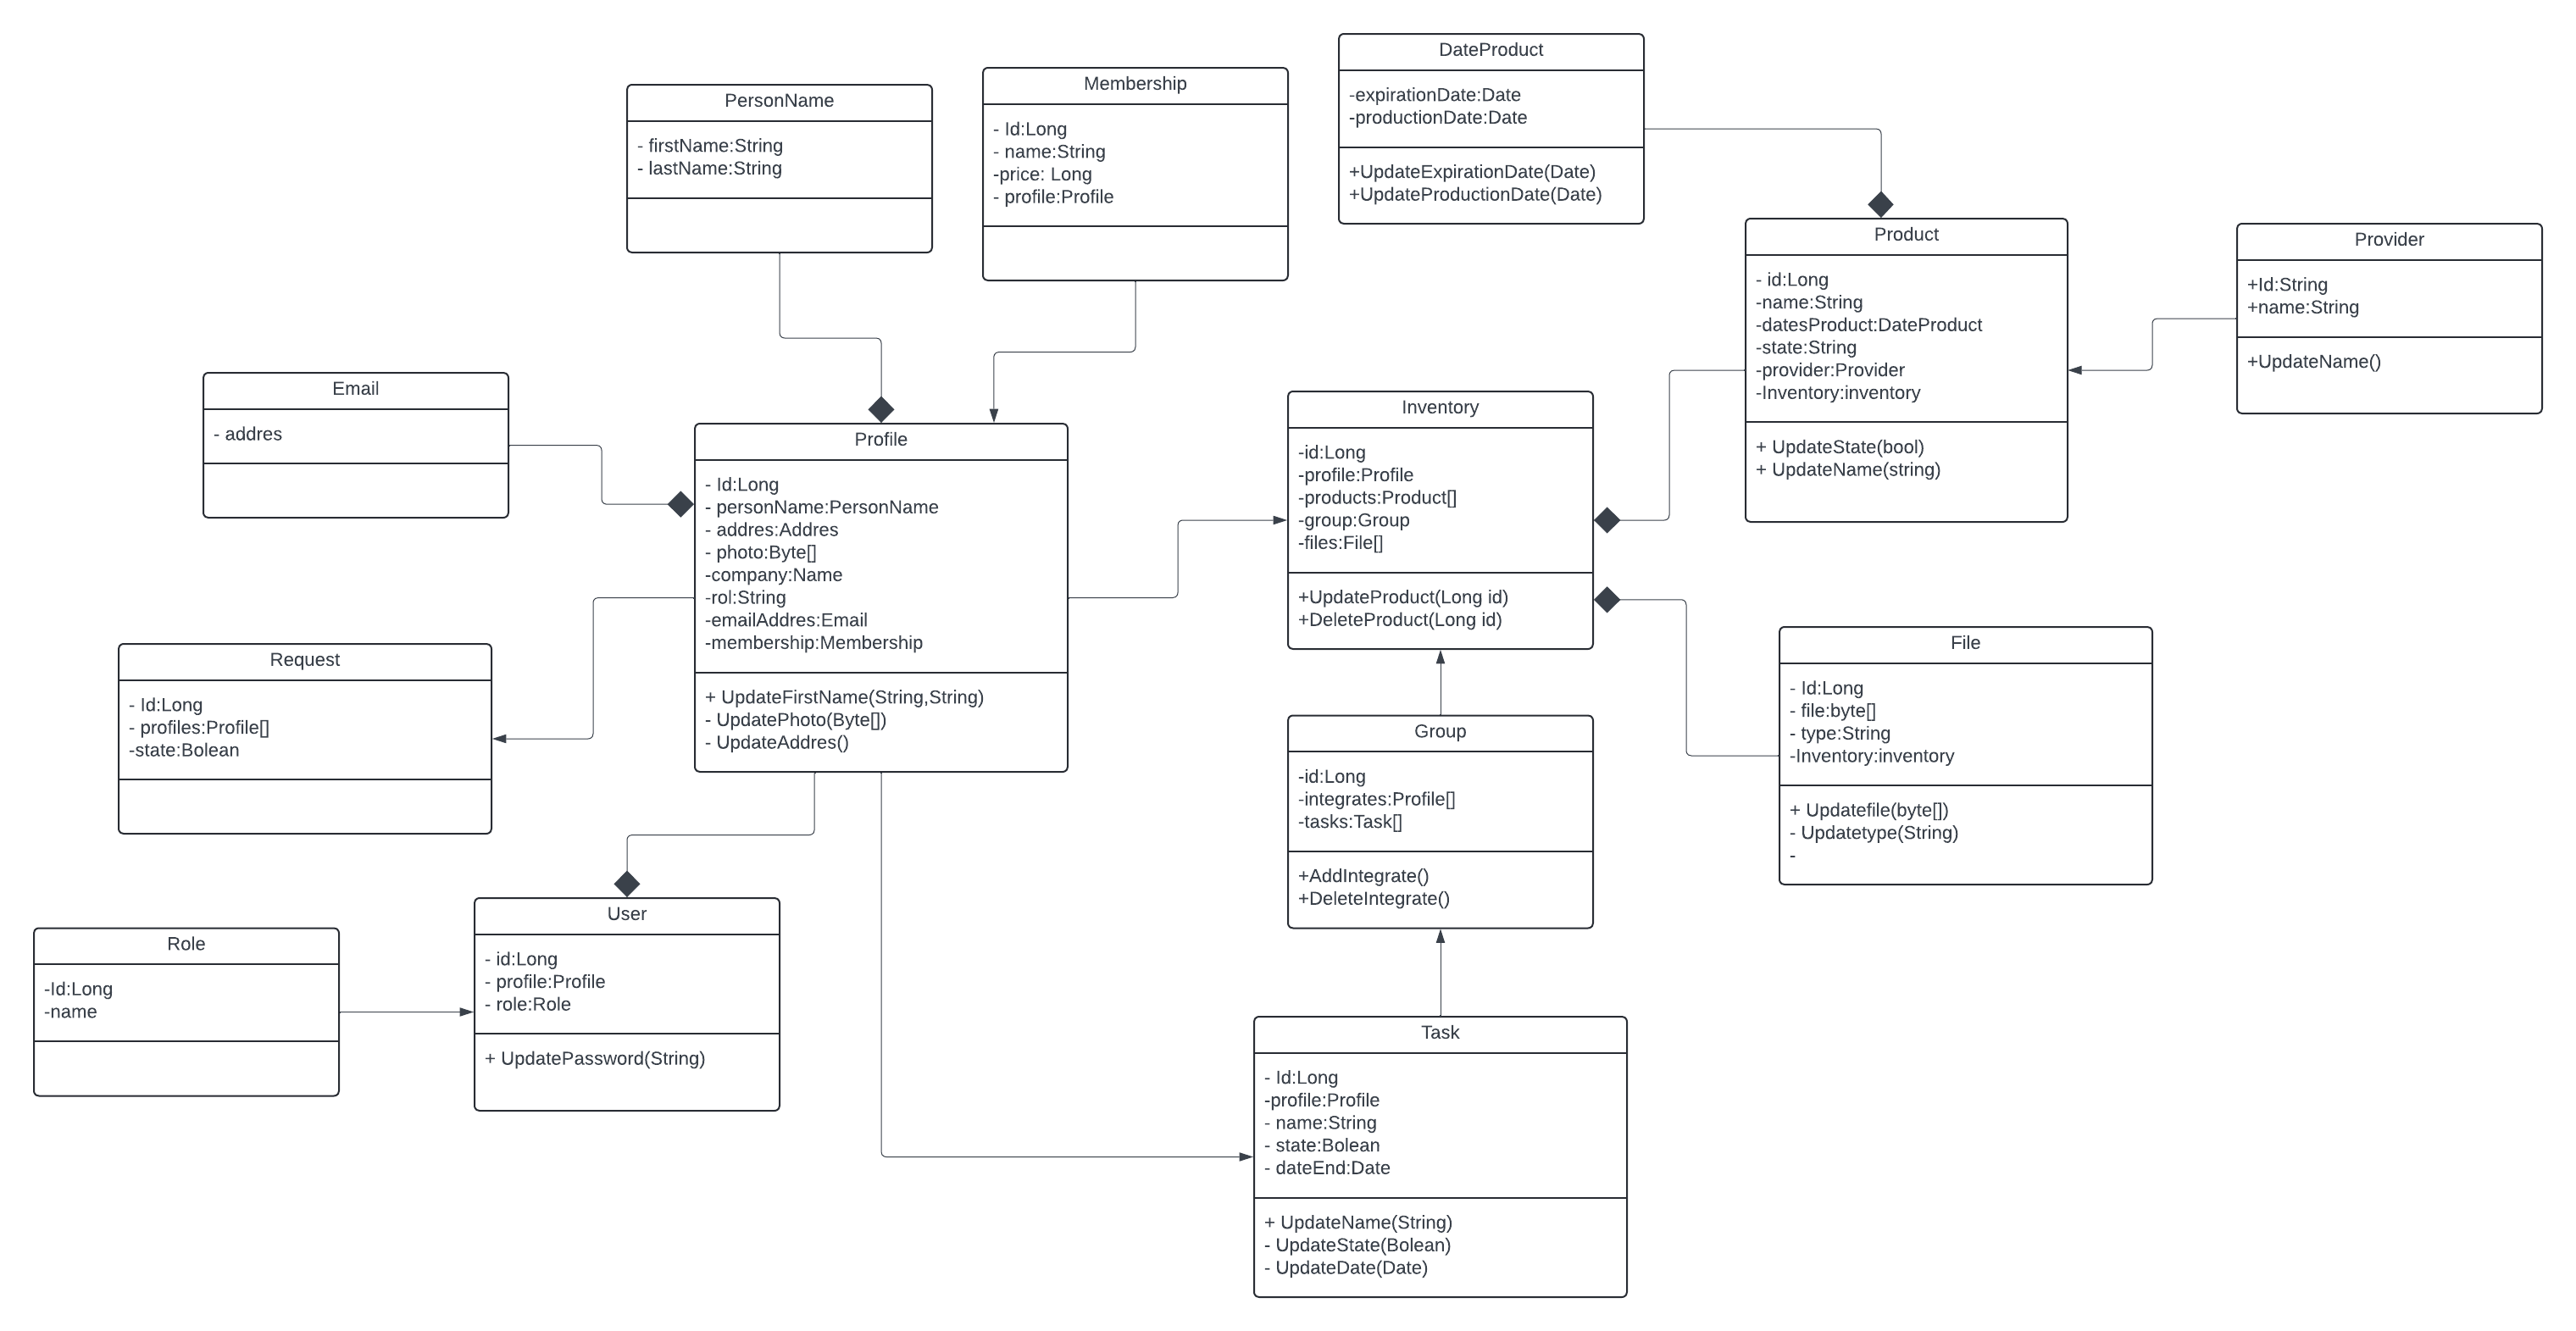 DateProduct
-expirationDate:Date
-productionDate:Date
+UpdateExpirationDate(Date)
+UpdateProductionDate(Date)
Membership
- Id:Long
- name:String
-price: Long
- profile:Profile
PersonName
- firstName:String
- lastName:String
Product
- id:Long
-name:String
-datesProduct:DateProduct
-state:String
-provider:Provider
-Inventory:inventory
+ UpdateState(bool)
+ UpdateName(string)
Provider
+Id:String
+name:String
+UpdateName()
Email
- addres
Inventory
-id:Long
-profile:Profile
-products:Product[]
-group:Group
-files:File[]
+UpdateProduct(Long id)
+DeleteProduct(Long id)
Profile
- Id:Long
- personName:PersonName
- addres:Addres
- photo:Byte[]
-company:Name
-rol:String
-emailAddres:Email
-membership:Membership
+ UpdateFirstName(String,String)
- UpdatePhoto(Byte[])
- UpdateAddres()
File
- Id:Long
- file:byte[]
- type:String
-Inventory:inventory
+ Updatefile(byte[])
- Updatetype(String)
-
Request
- Id:Long
- profiles:Profile[]
-state:Bolean
Group
-id:Long
-integrates:Profile[]
-tasks:Task[]
+AddIntegrate()
+DeleteIntegrate()
User
- id:Long
- profile:Profile
- role:Role
+ UpdatePassword(String)
Role
-Id:Long
-name
Task
- Id:Long
-profile:Profile
- name:String
- state:Bolean
- dateEnd:Date
+ UpdateName(String)
- UpdateState(Bolean)
- UpdateDate(Date)